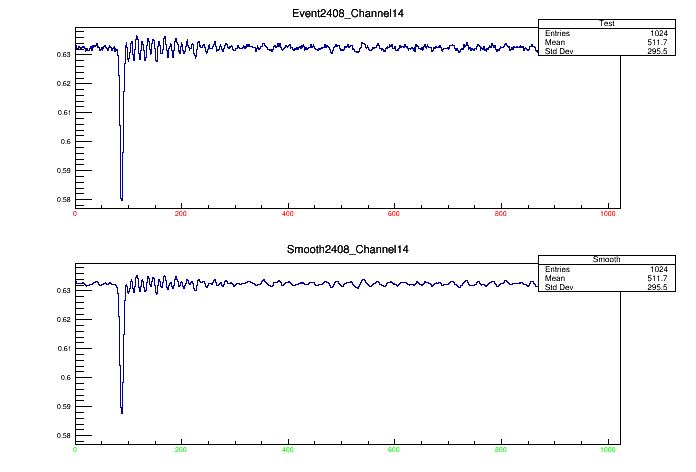 Event2408_Channel14
Test
Entries 1024
Mean 511.7
Std Dev 295.5
0.63
0.62
0.61
0.6
0.59
0.58
0 200 400 600 800 1000
Smooth2408_Channel14
Smooth
Entries 1024
Mean 511.7
Std Dev 295.5
0.63
0.62
0.61
0.6
0.59
0.58
0 200 400 600 800 1000